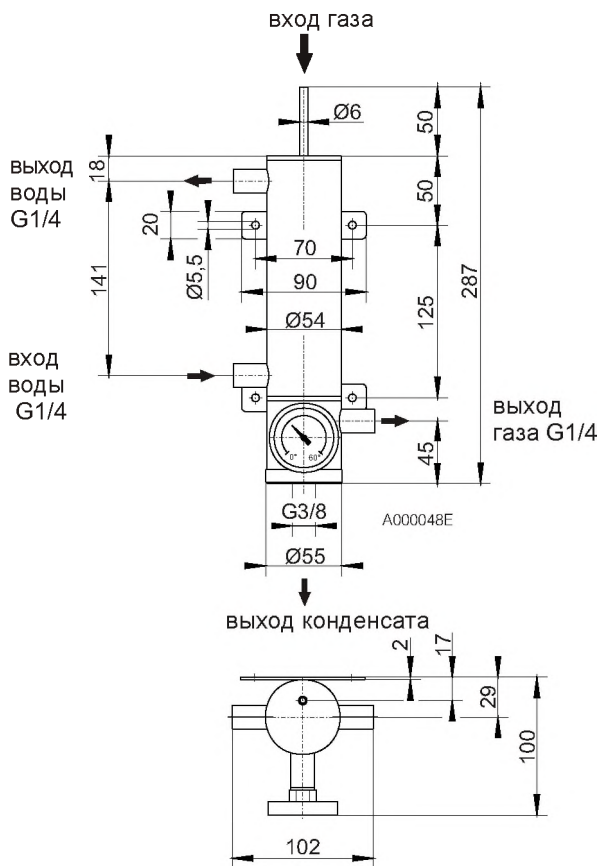 вход газа
Ø6
50
18
выход
воды
G1/4
50
20
Ø5,5
70
90
141
287
125
Ø54
вход
воды
G1/4
выход
газа G1/4
0°
60°
45
G3/8
A000048E
Ø55
выход конденсата
2
17
29
100
102